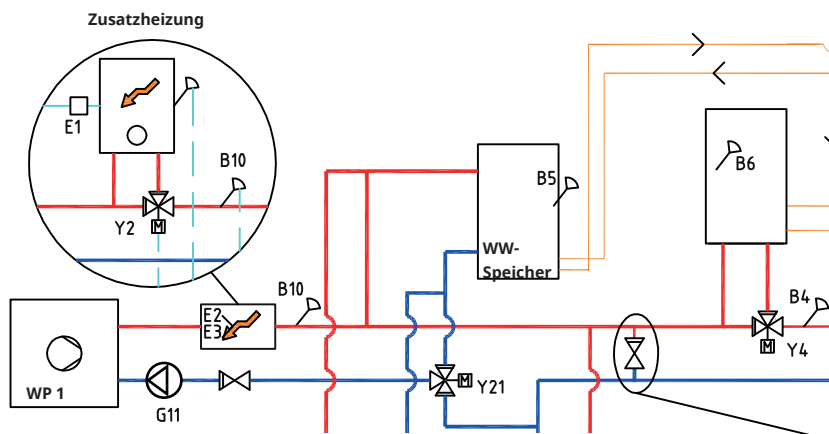 Zusatzheizung
E1
B10
Y2
B5
B6
WW-
Speicher
B10
B4
E2
E3
Y4
WP 1
G11
M
Y21
M
M